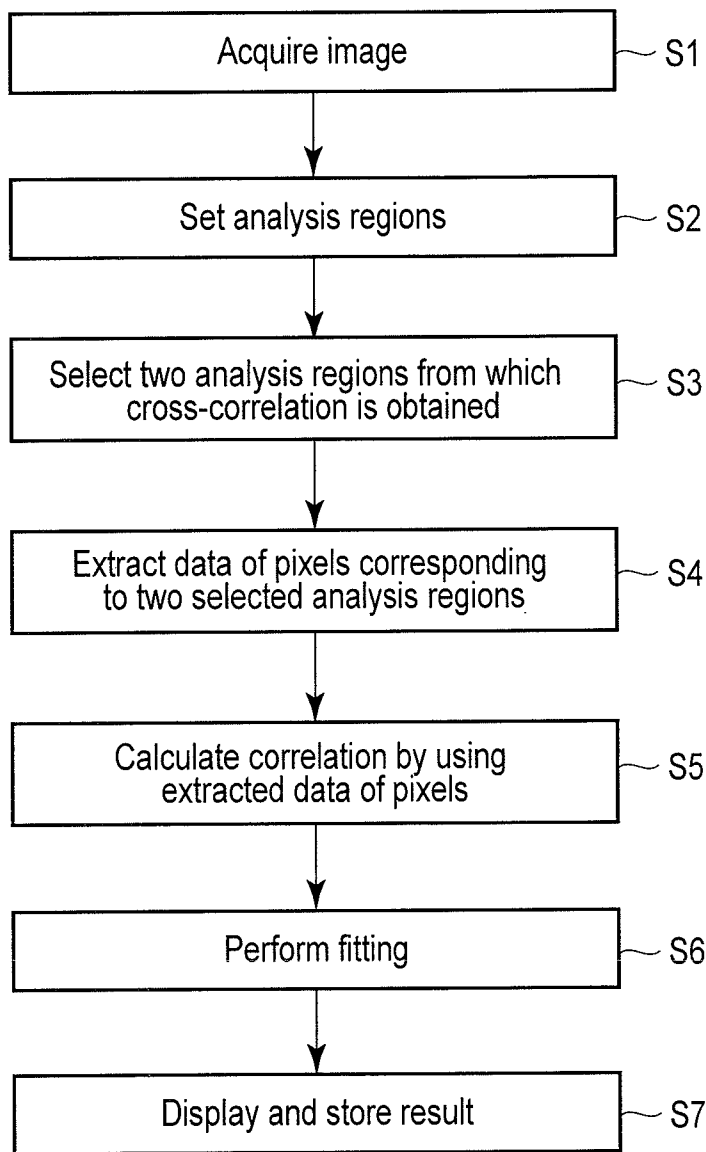 Acquire image
S1
Set analysis regions
S2
Select two analysis regions from which
cross-correlation is obtained
S3
Extract data of pixels corresponding
to two selected analysis regions
S4
Calculate correlation by using
extracted data of pixels
S5
Perform fitting
S6
Display and store result
S7